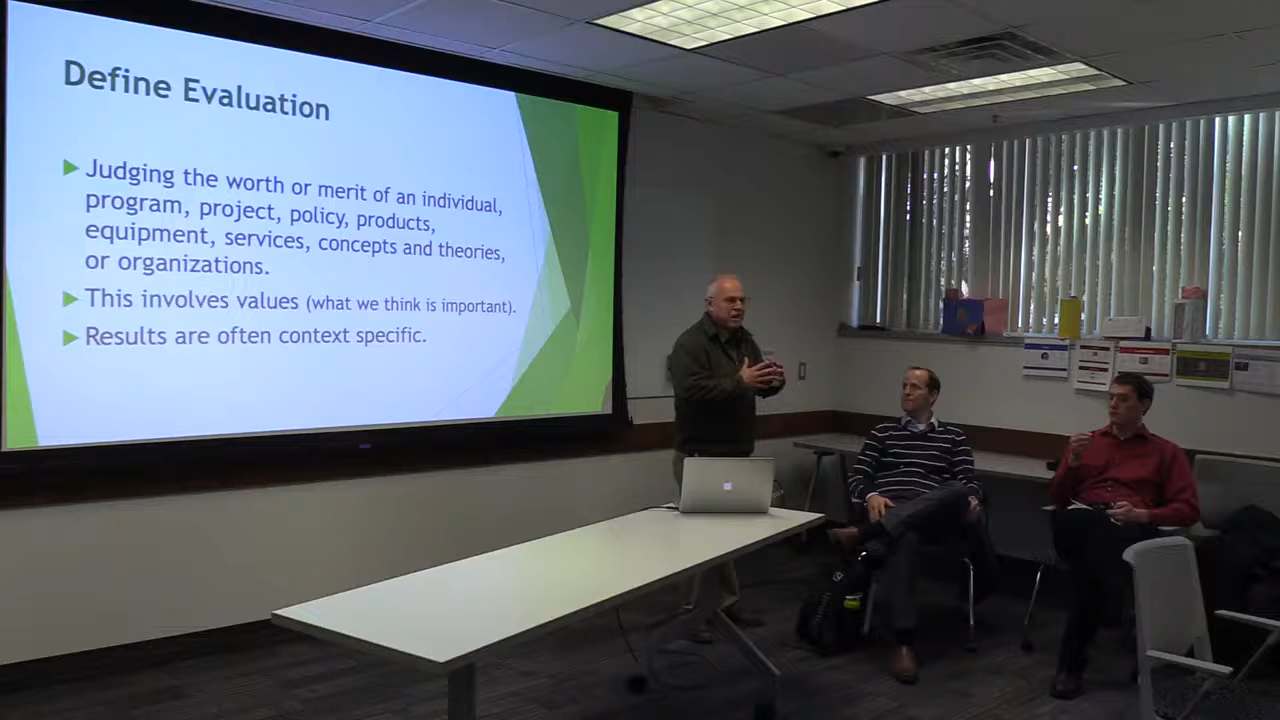 Define Evaluation
Judging the worth or merit of an individual,
program, project, policy, products,
equipment, services, concepts and theories,
or organizations.
This involves values (what we think is important).
Results are often context specific.